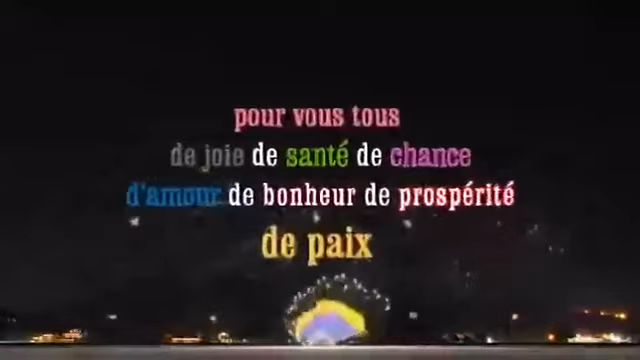 pour vous tous
de joie de santé de chance
d'amour de bonheur de prospérité
de paix